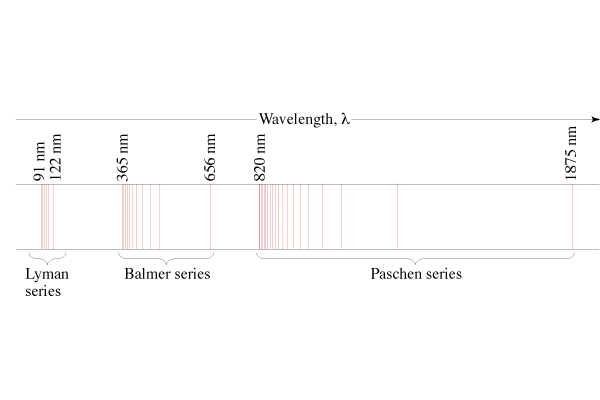 Wavelength, λ
91 nm
122 nm
365 nm
656 nm
820 nm
1875 nm
Lyman
series
Balmer series
Paschen series